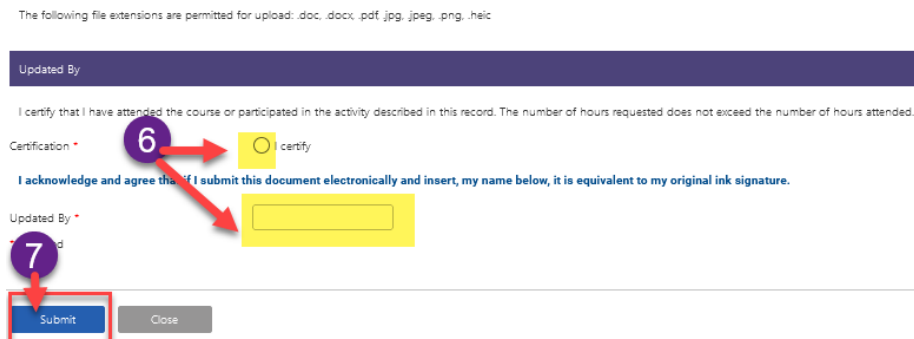 The following file extensions are permitted for upload: .doc, .docx, .pdf, .jpg, .jpeg, .png, .heic
Updated By
I certify that I have attended the course or participated in the activity described in this record. The number of hours requested does not exceed the number of hours attended.
Certification *
6
I certify
I acknowledge and agree that if I submit this document electronically and insert, my name below, it is equivalent to my original ink signature.
Updated By *
*
7
Submit
Close